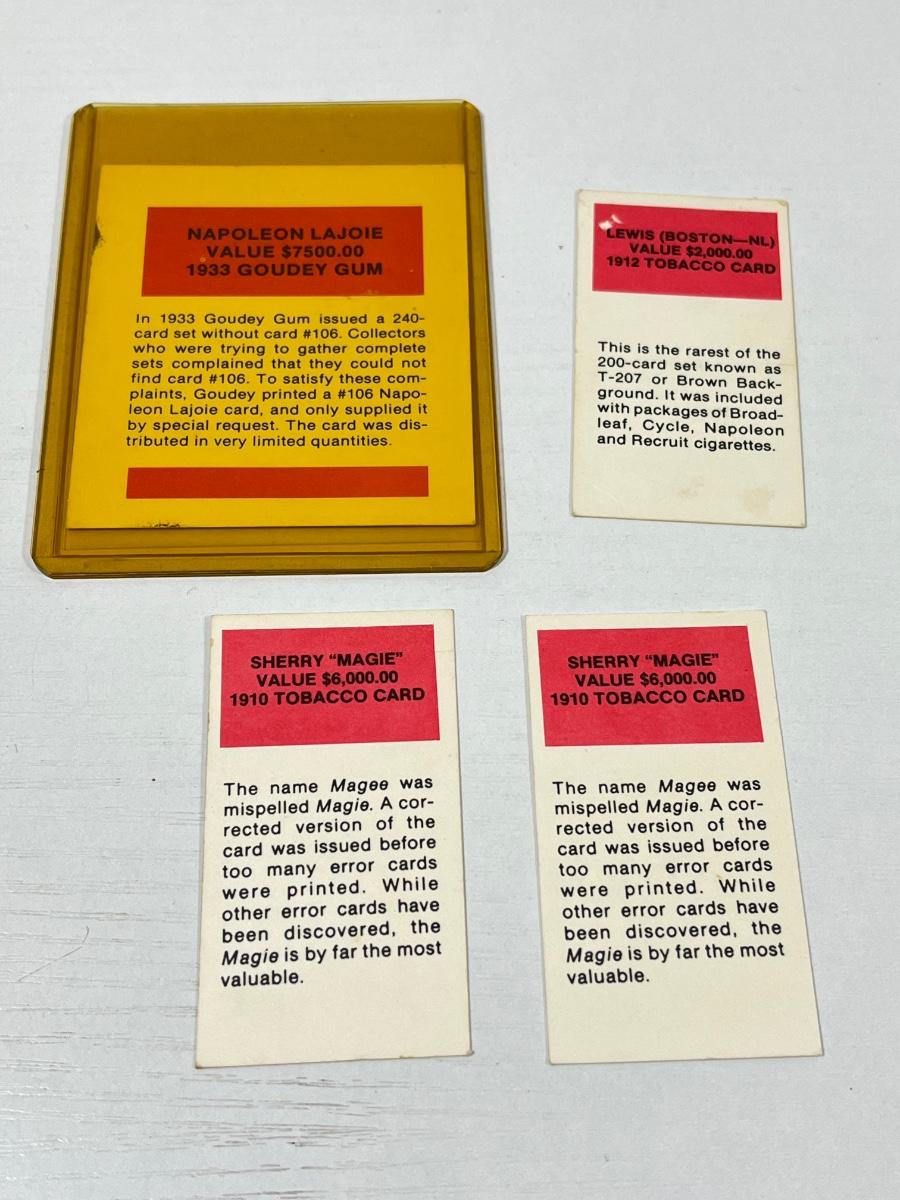 NAPOLEON LAJOIE
VALUE $7500.00
1933 GOUDEY GUM
In 1933 Goudey Gum issued a 240-
card set without card #106. Collectors
who were trying to gather complete
sets complained that they could not
find card #106. To satisfy these com-
plaints, Goudey printed a #106 Napo-
leon Lajoie card, and only supplied it
by special request. The card was dis-
tributed in very limited quantities.
LEWIS (BOSTON—NL)
VALUE $2,000.00
1912 TOBACCO CARD
This is the rarest of the
200-card set known as
T-207 or Brown Back-
ground. It was included
with packages of Broad-
leaf, Cycle, Napoleon
and Recruit cigarettes.
SHERRY “MAGIE”
VALUE $6,000.00
1910 TOBACCO CARD
The name Magee was
mispelled Magie. A cor-
rected version of the
card was issued before
too many error cards
were printed. While
other error cards have
been discovered, the
Magie is by far the most
valuable.
SHERRY “MAGIE”
VALUE $6,000.00
1910 TOBACCO CARD
The name Magee was
mispelled Magie. A cor-
rected version of the
card was issued before
too many error cards
were printed. While
other error cards have
been discovered, the
Magie is by far the most
valuable.